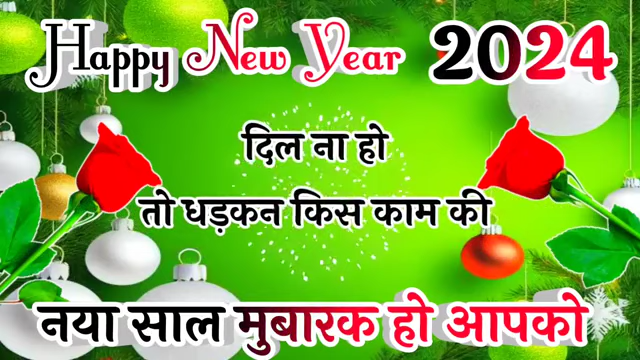 Happy New Year 2024
दिल ना हो
तो धड़कन किस काम की
नया साल मुबारक हो आपको